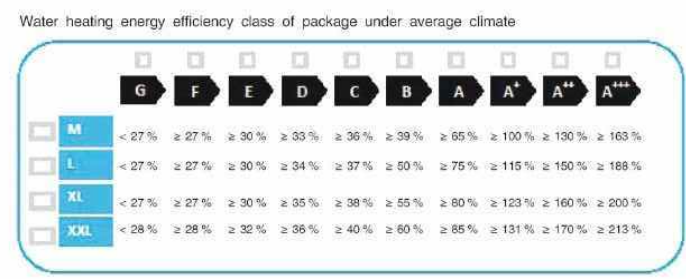 Water heating energy efficiency class of package under average climate
G F E D C B A A+ A++ A+++
M < 27 % ≥ 27 % ≥ 30 % ≥ 33 % ≥ 36 % ≥ 39 % ≥ 65 % ≥ 100 % ≥ 130 % ≥ 163 %
L < 27 % ≥ 27 % ≥ 30 % ≥ 34 % ≥ 37 % ≥ 50 % ≥ 75 % ≥ 115 % ≥ 150 % ≥ 188 %
XL < 27 % ≥ 27 % ≥ 30 % ≥ 35 % ≥ 38 % ≥ 55 % ≥ 80 % ≥ 123 % ≥ 160 % ≥ 200 %
XXL < 28 % ≥ 28 % ≥ 32 % ≥ 36 % ≥ 40 % ≥ 60 % ≥ 85 % ≥ 131 % ≥ 170 % ≥ 213 %